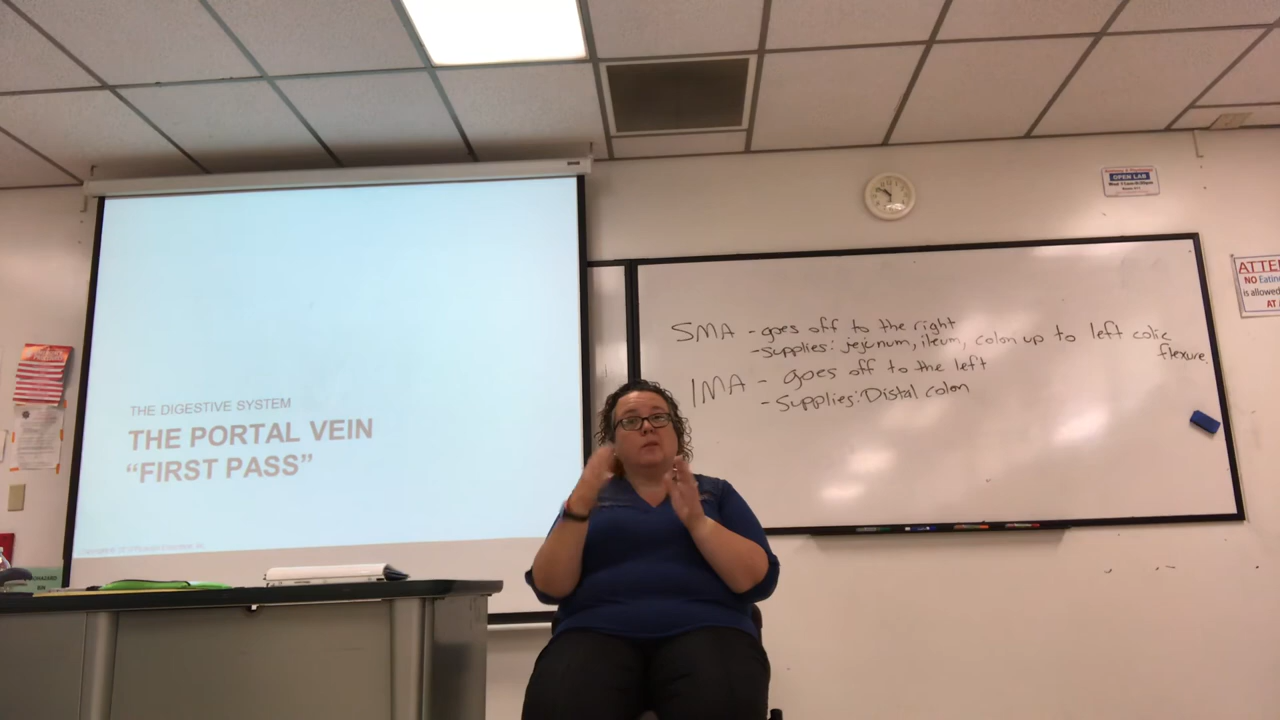 THE DIGESTIVE SYSTEM
THE PORTAL VEIN
“FIRST PASS”
SMA - goes off to the right
- supplies: jejunum, ileum, colon up to left colic
flexure.
IMA - goes off to the left
- Supplies: Distal colon
OPEN LAB
ATTE
NO Eatin
is allowed
AT